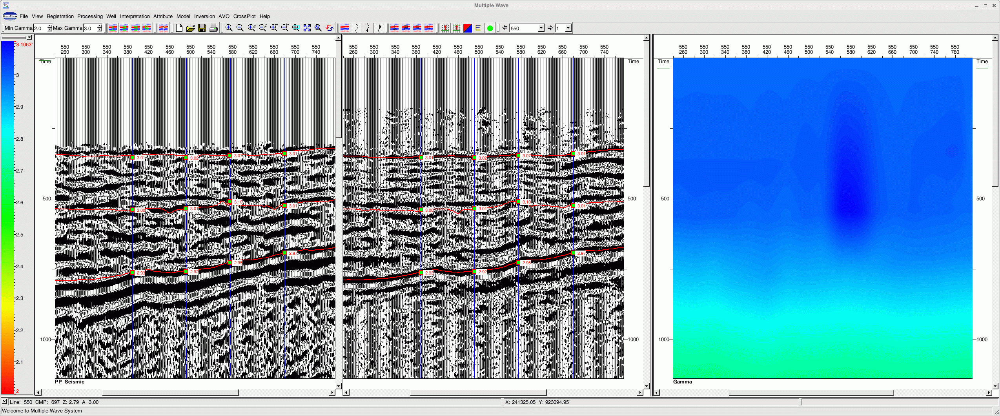 Multiple Wave
File View Registration Processing Well Interpretation Attribute Model Inversion AVO CrossPlot Help
Min Gamma 2.0 Max Gamma 3.0 E 550 1
3.1063
3
2.9
2.8
2.7
2.6
2.5
2.4
2.3
2.2
2.1
2
550 550 550 550 550 550 550 550 550 550 550 550 550
260 300 340 380 420 460 500 540 580 620 660 700 740
Time
500
1000
3.01 3.02 3.07 3.01
3.00 3.01 3.10 3.01
2.93 2.92 2.95 2.97
PP_Seismic
550 550 550 550 550 550 550 550 550 550 550 550 550
260 300 340 380 420 460 500 540 580 620 660 700 740
Time
500
1000
3.01 3.02 3.07 3.01
3.00 3.01 3.10 3.01
2.93 2.92 2.95 2.97
550 550 550 550 550 550 550 550 550 550 550 550 550 550
260 300 340 380 420 460 500 540 580 620 660 700 740 780
Time Time
500 500
1000 1000
Gamma
Line: 550 CMP: 697 Z: 2.79 A 3.00
X: 241325.05 Y: 923094.95
Welcome to Multiple Wave System